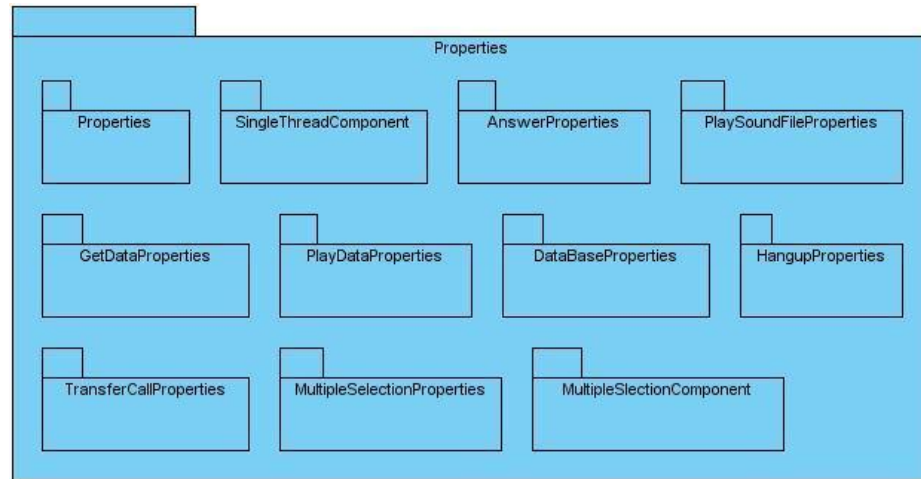 Properties
Properties SingleThreadComponent AnswerProperties PlaySoundFileProperties
GetDataProperties PlayDataProperties DataBaseProperties HangupProperties
TransferCallProperties MultipleSelectionProperties MultipleSlectionComponent